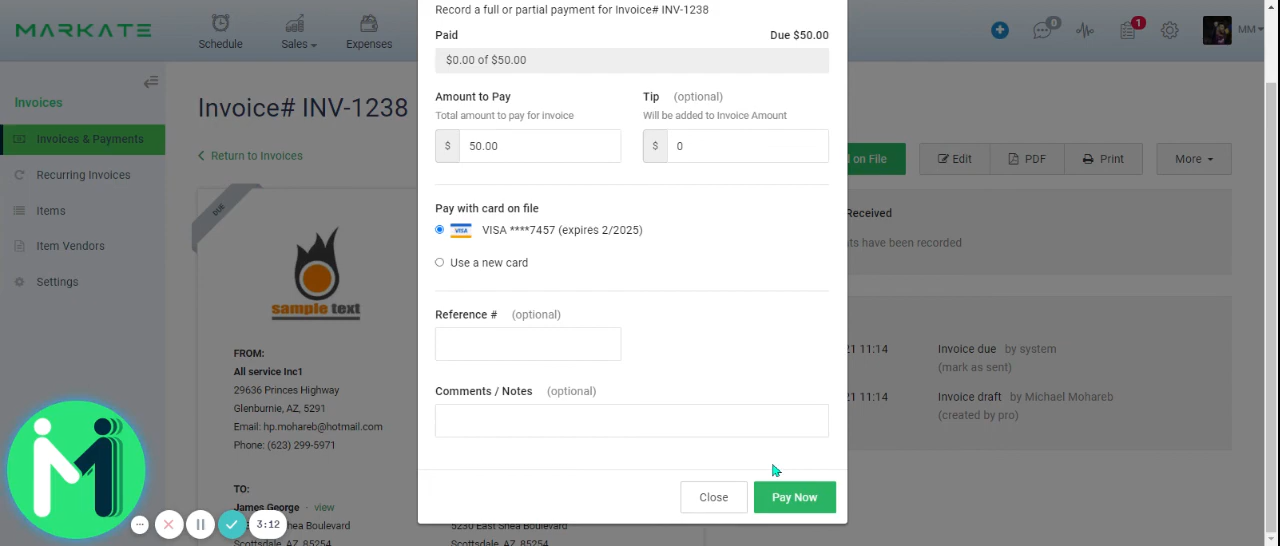 MARKATE
Schedule
Sales
Expenses
0
1
MM
Invoices
Invoices & Payments
Recurring Invoices
Items
Item Vendors
Settings
Invoice# INV-1238
Return to Invoices
DUE
sample text
FROM:
All service Inc1
29636 Princes Highway
Glenburnie, AZ, 5291
Email: hp.mohareb@hotmail.com
Phone: (623) 299-5971
TO:
James George - view
Shea Boulevard
5230 East Shea Boulevard
Scottsdale, AZ, 85254
Record a full or partial payment for Invoice# INV-1238
Paid
Due $50.00
$0.00 of $50.00
Amount to Pay
Tip (optional)
Total amount to pay for invoice
Will be added to Invoice Amount
$ 50.00
$ 0
Pay with card on file
VISA
VISA ****7457 (expires 2/2025)
Use a new card
Reference # (optional)
Comments / Notes (optional)
Close
Pay Now
on File
Edit
PDF
Print
More
Received
have been recorded
11:14
Invoice due by system
(mark as sent)
11:14
Invoice draft by Michael Mohareb
(created by pro)
3:12